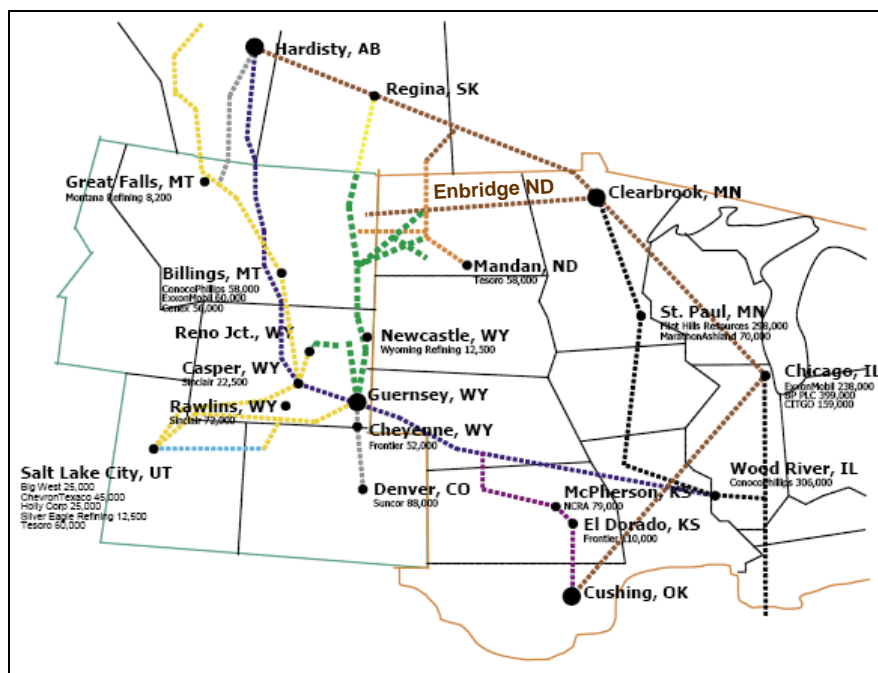 Hardisty, AB
Regina, SK
Great Falls, MT
Montana Refining 8,200
Enbridge ND
Clearbrook, MN
Billings, MT
ConocoPhillips 58,000
ExxonMobil 60,000
Cenex 56,000
Mandan, ND
Tesoro 58,000
St. Paul, MN
Flint Hills Resources 298,000
MarathonAshland 70,000
Reno Jct., WY
Newcastle, WY
Wyoming Refining 12,500
Casper, WY
Sinclair 22,500
Chicago, IL
ExxonMobil 238,000
BP PLC 399,000
CITGO 159,000
Rawlins, WY
Sinclair 72,000
Guernsey, WY
Cheyenne, WY
Frontier 52,000
Salt Lake City, UT
Big West 25,000
ChevronTexaco 45,000
Holly Corp 25,000
Silver Eagle Refining 12,500
Tesoro 60,000
Denver, CO
Suncor 88,000
McPherson, KS
NCRA 79,000
Wood River, IL
ConocoPhillips 306,000
El Dorado, KS
Frontier 110,000
Cushing, OK